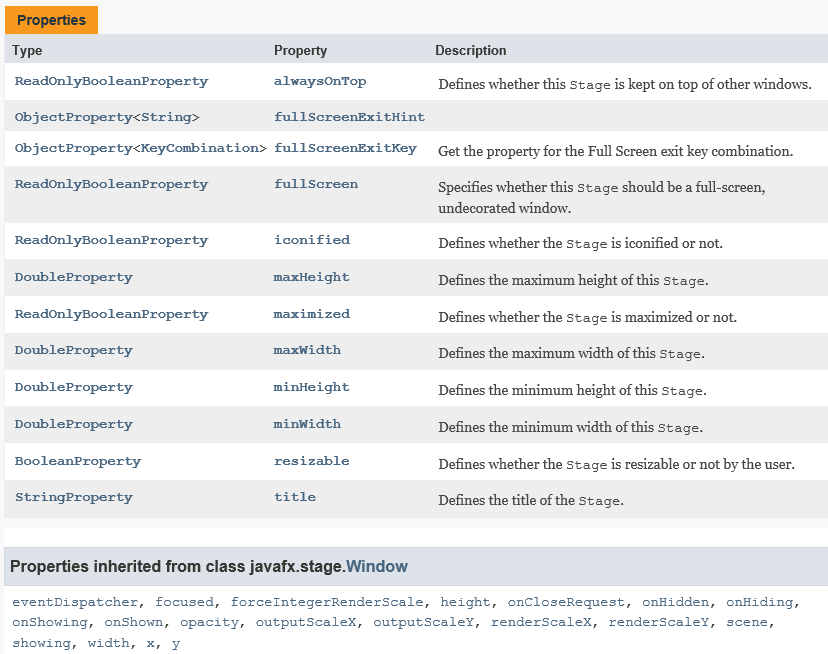 Properties
Type Property Description
ReadOnlyBooleanProperty alwaysOnTop Defines whether this Stage is kept on top of other windows.
ObjectProperty<String> fullScreenExitHint
ObjectProperty<KeyCombination> fullScreenExitKey Get the property for the Full Screen exit key combination.
ReadOnlyBooleanProperty fullScreen Specifies whether this Stage should be a full-screen,
undecorated window.
ReadOnlyBooleanProperty iconified Defines whether the Stage is iconified or not.
DoubleProperty maxHeight Defines the maximum height of this Stage.
ReadOnlyBooleanProperty maximized Defines whether the Stage is maximized or not.
DoubleProperty maxWidth Defines the maximum width of this Stage.
DoubleProperty minHeight Defines the minimum height of this Stage.
DoubleProperty minWidth Defines the minimum width of this Stage.
BooleanProperty resizable Defines whether the Stage is resizable or not by the user.
StringProperty title Defines the title of the Stage.
Properties inherited from class javafx.stage.Window
eventDispatcher, focused, forceIntegerRenderScale, height, onCloseRequest, onHidden, onHiding,
onShowing, onShown, opacity, outputScaleX, outputScaleY, renderScaleX, renderScaleY, scene,
showing, width, x, y